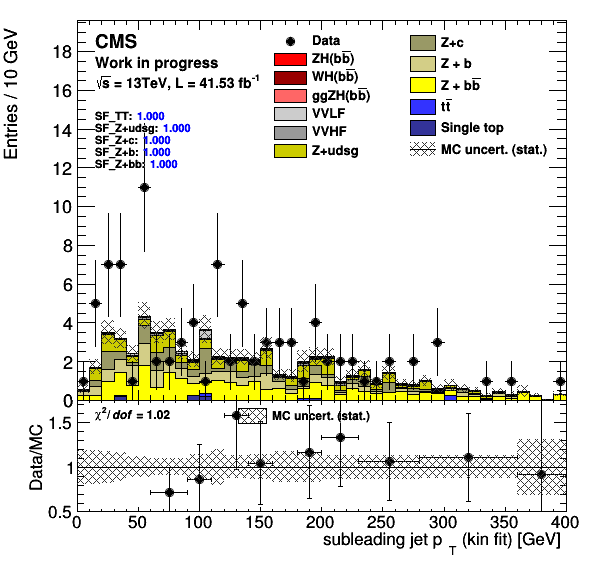 Entries / 10 GeV
18
16
14
12
10
8
6
4
2
0
CMS
Work in progress
√s = 13TeV, L = 41.53 fb⁻¹
SF_TT: 1.000
SF_Z+udsg: 1.000
SF_Z+c: 1.000
SF_Z+b: 1.000
SF_Z+bb: 1.000
Data
ZH(bb̅)
WH(bb̅)
ggZH(bb̅)
VVLF
VVHF
Z+udsg
Z+c
Z + b
Z + bb̅
tt̅
Single top
MC uncert. (stat.)
Data/MC
1.5
1
0.5
χ²/ dof = 1.02
MC uncert. (stat.)
0 50 100 150 200 250 300 350 400
subleading jet p_T (kin fit) [GeV]